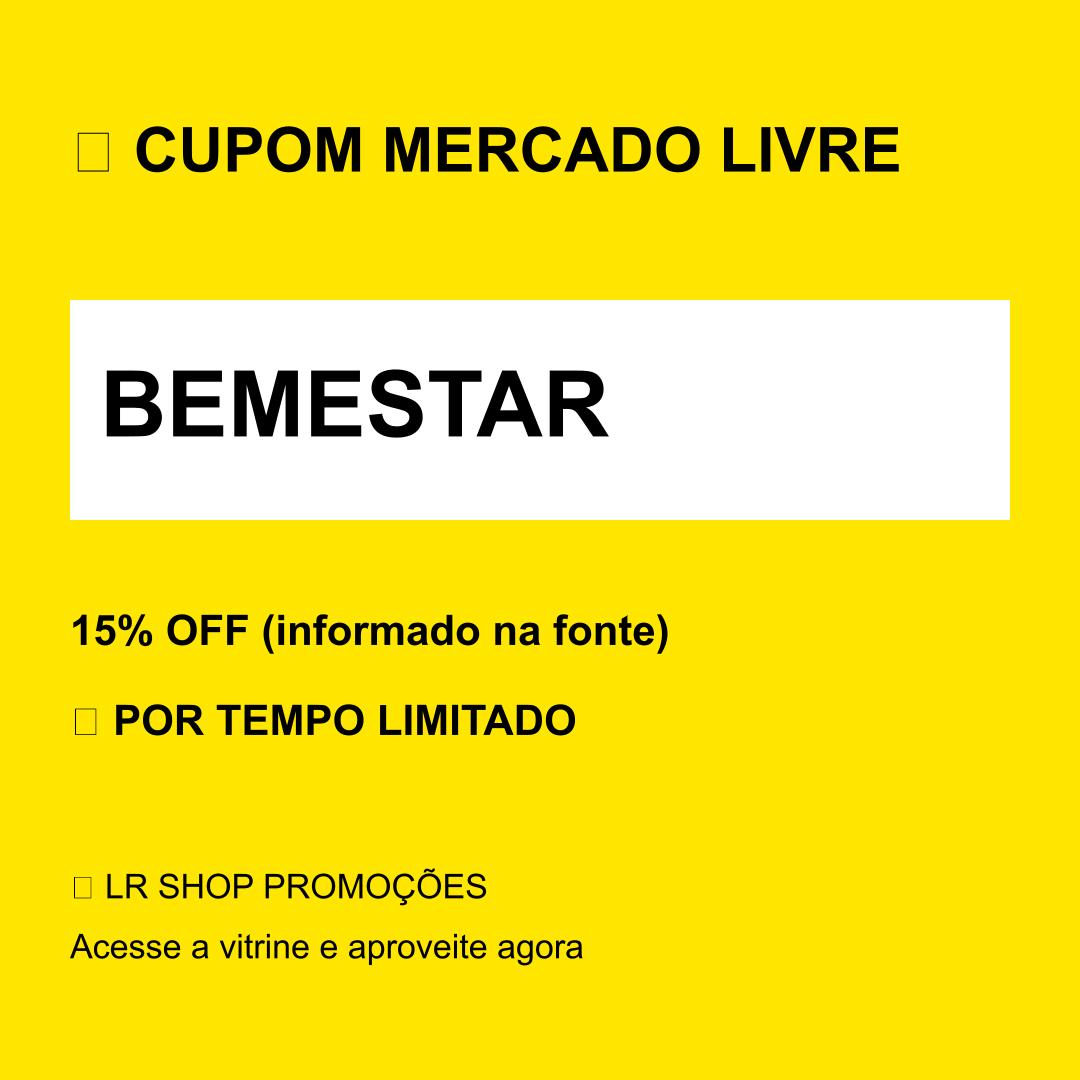 □ CUPOM MERCADO LIVRE
BEMESTAR
15% OFF (informado na fonte)
□ POR TEMPO LIMITADO
□ LR SHOP PROMOÇÕES
Acesse a vitrine e aproveite agora